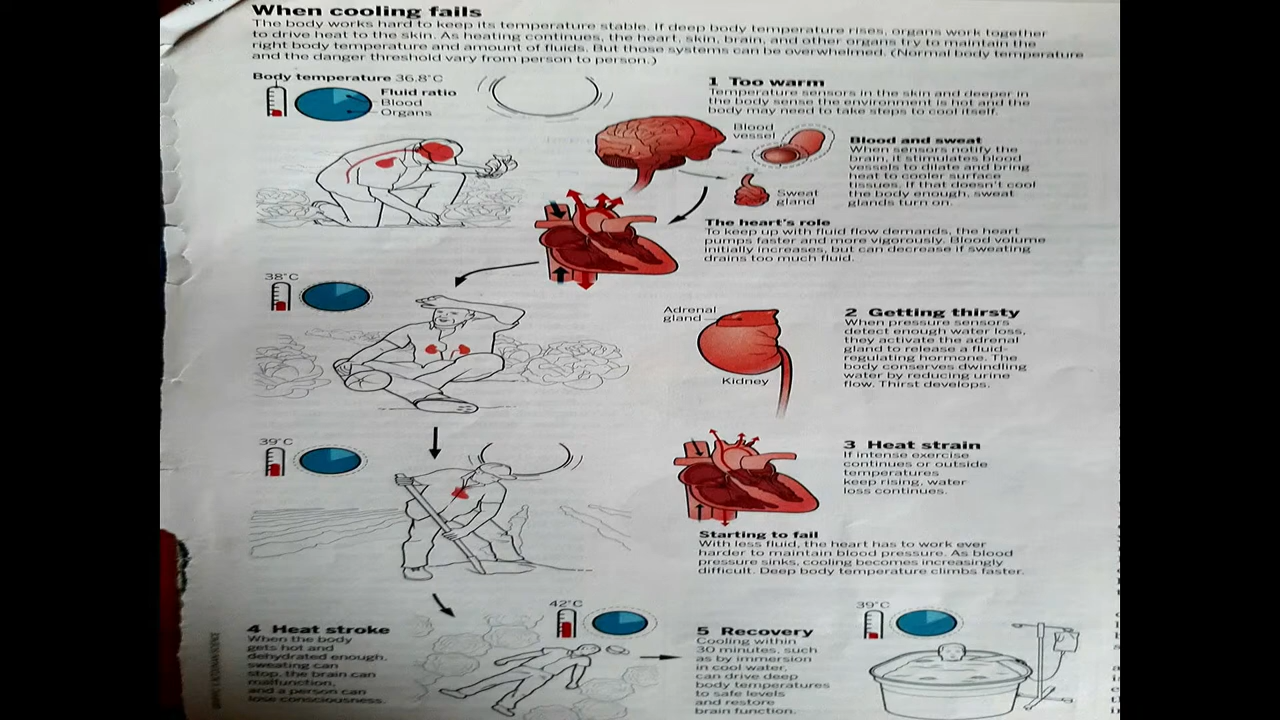 When cooling fails
The body works hard to keep its temperature stable. If deep body temperature rises, organs work together
to drive heat to the skin. As heating continues, the heart, skin, brain, and other organs try to maintain the
right body temperature and amount of fluids. But those systems can be overwhelmed. (Normal body temperature
and the danger threshold vary from person to person.)
Body temperature 36.8°C
Fluid ratio
Blood
Organs
1 Too warm
Temperature sensors in the skin and deeper in
the body sense the environment is hot and the
body may need to take steps to cool itself.
Blood
vessel
Sweat
gland
Blood and sweat
When sensors notify the
brain, it stimulates blood
vessels to dilate and bring
heat to cooler surface
tissues. If that doesn't cool
the body enough, sweat
glands turn on.
The heart's role
To keep up with fluid flow demands, the heart
pumps faster and more vigorously. Blood volume
initially increases, but can decrease if sweating
drains too much fluid.
38°C
Adrenal
gland
Kidney
2 Getting thirsty
When pressure sensors
detect enough water loss,
they activate the adrenal
gland to release a fluid-
regulating hormone. The
body conserves dwindling
water by reducing urine
flow. Thirst develops.
39°C
3 Heat strain
If intense exercise
continues or outside
temperatures
keep rising, water
loss continues.
Starting to fail
With less fluid, the heart has to work ever
harder to maintain blood pressure. As blood
pressure sinks, cooling becomes increasingly
difficult. Deep body temperature climbs faster.
4 Heat stroke
When the body
gets hot and
dehydrated enough,
sweating can
stop, the brain can
malfunction,
and a person can
lose consciousness.
42°C
5 Recovery
Cooling within
30 minutes, such
as by immersion
in cool water,
can drive deep
body temperatures
to safe levels
and restore
brain function.
39°C